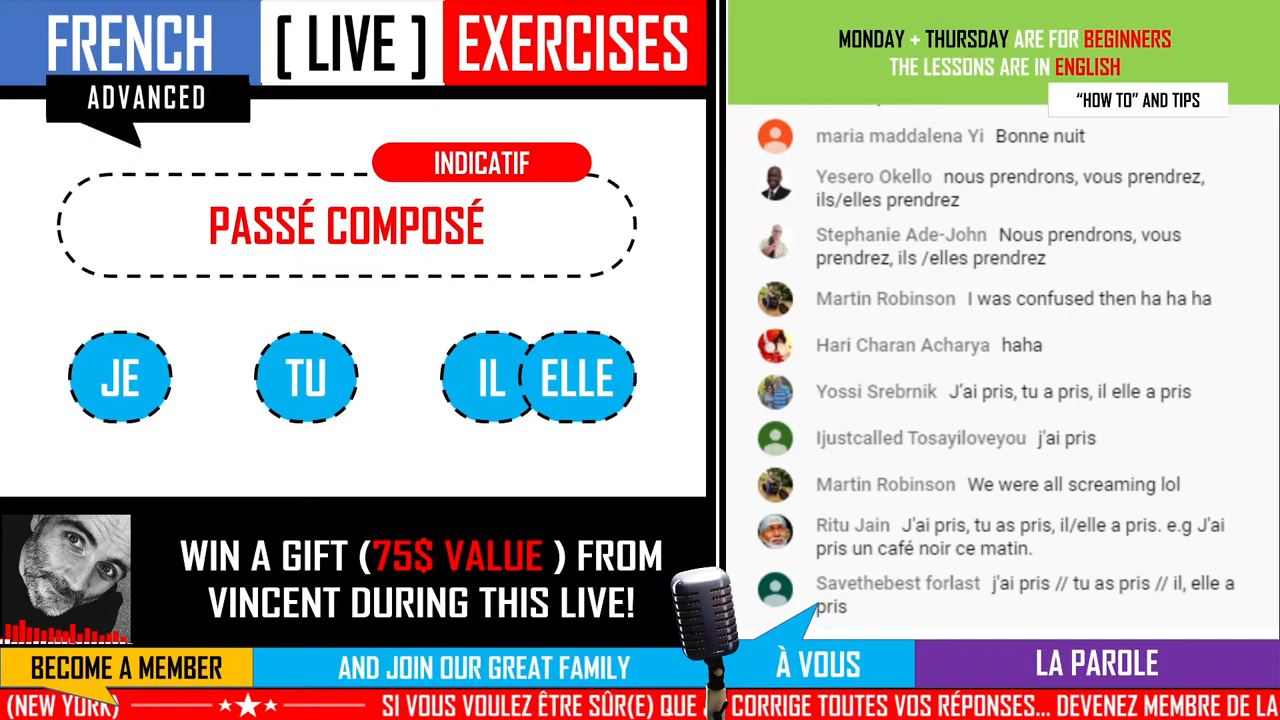 FRENCH [ LIVE ] EXERCISES
ADVANCED
INDICATIF
PASSÉ COMPOSÉ
JE TU IL ELLE
WIN A GIFT (75$ VALUE ) FROM
VINCENT DURING THIS LIVE!
BECOME A MEMBER AND JOIN OUR GREAT FAMILY
MONDAY + THURSDAY ARE FOR BEGINNERS
THE LESSONS ARE IN ENGLISH
“HOW TO” AND TIPS
maria maddalena Yi Bonne nuit
Yesero Okello nous prendrons, vous prendrez,
ils/elles prendrez
Stephanie Ade-John Nous prendrons, vous
prendrez, ils /elles prendrez
Martin Robinson I was confused then ha ha ha
Hari Charan Acharya haha
Yossi Srebrnik J’ai pris, tu a pris, il elle a pris
Ijustcalled Tosayiloveyou j'ai pris
Martin Robinson We were all screaming lol
Ritu Jain J'ai pris, tu as pris, il/elle a pris. e.g J'ai
pris un café noir ce matin.
Savethebest forlast j'ai pris // tu as pris // il, elle a
pris
À VOUS LA PAROLE
(NEW YORK) SI VOUS VOULEZ ÊTRE SÛR(E) QUE CORRIGE TOUTES VOS RÉPONSES... DEVENEZ MEMBRE DE LA